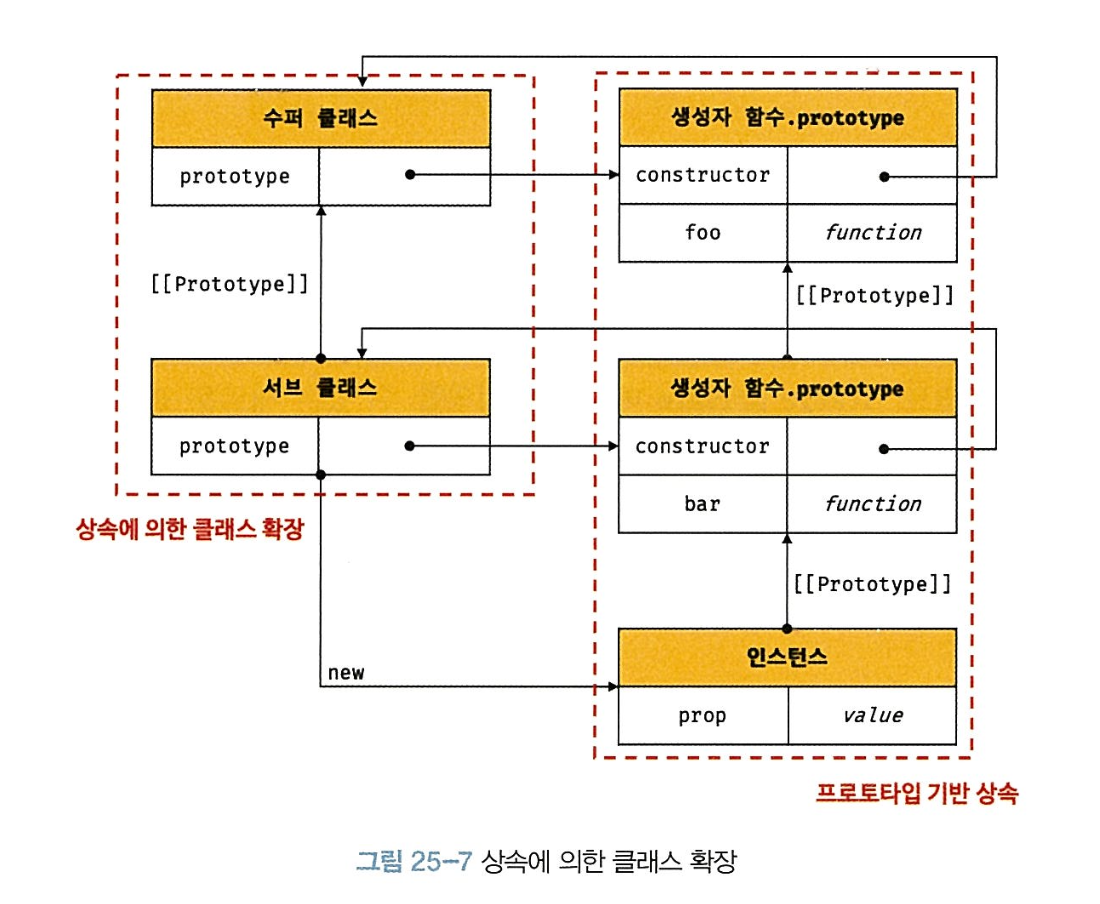 수퍼 클래스
생성자 함수.prototype
prototype
constructor
foo
function
[[Prototype]]
[[Prototype]]
서브 클래스
생성자 함수.prototype
prototype
constructor
bar
function
상속에 의한 클래스 확장
[[Prototype]]
인스턴스
new
prop
value
프로토타입 기반 상속
그림 25-7 상속에 의한 클래스 확장